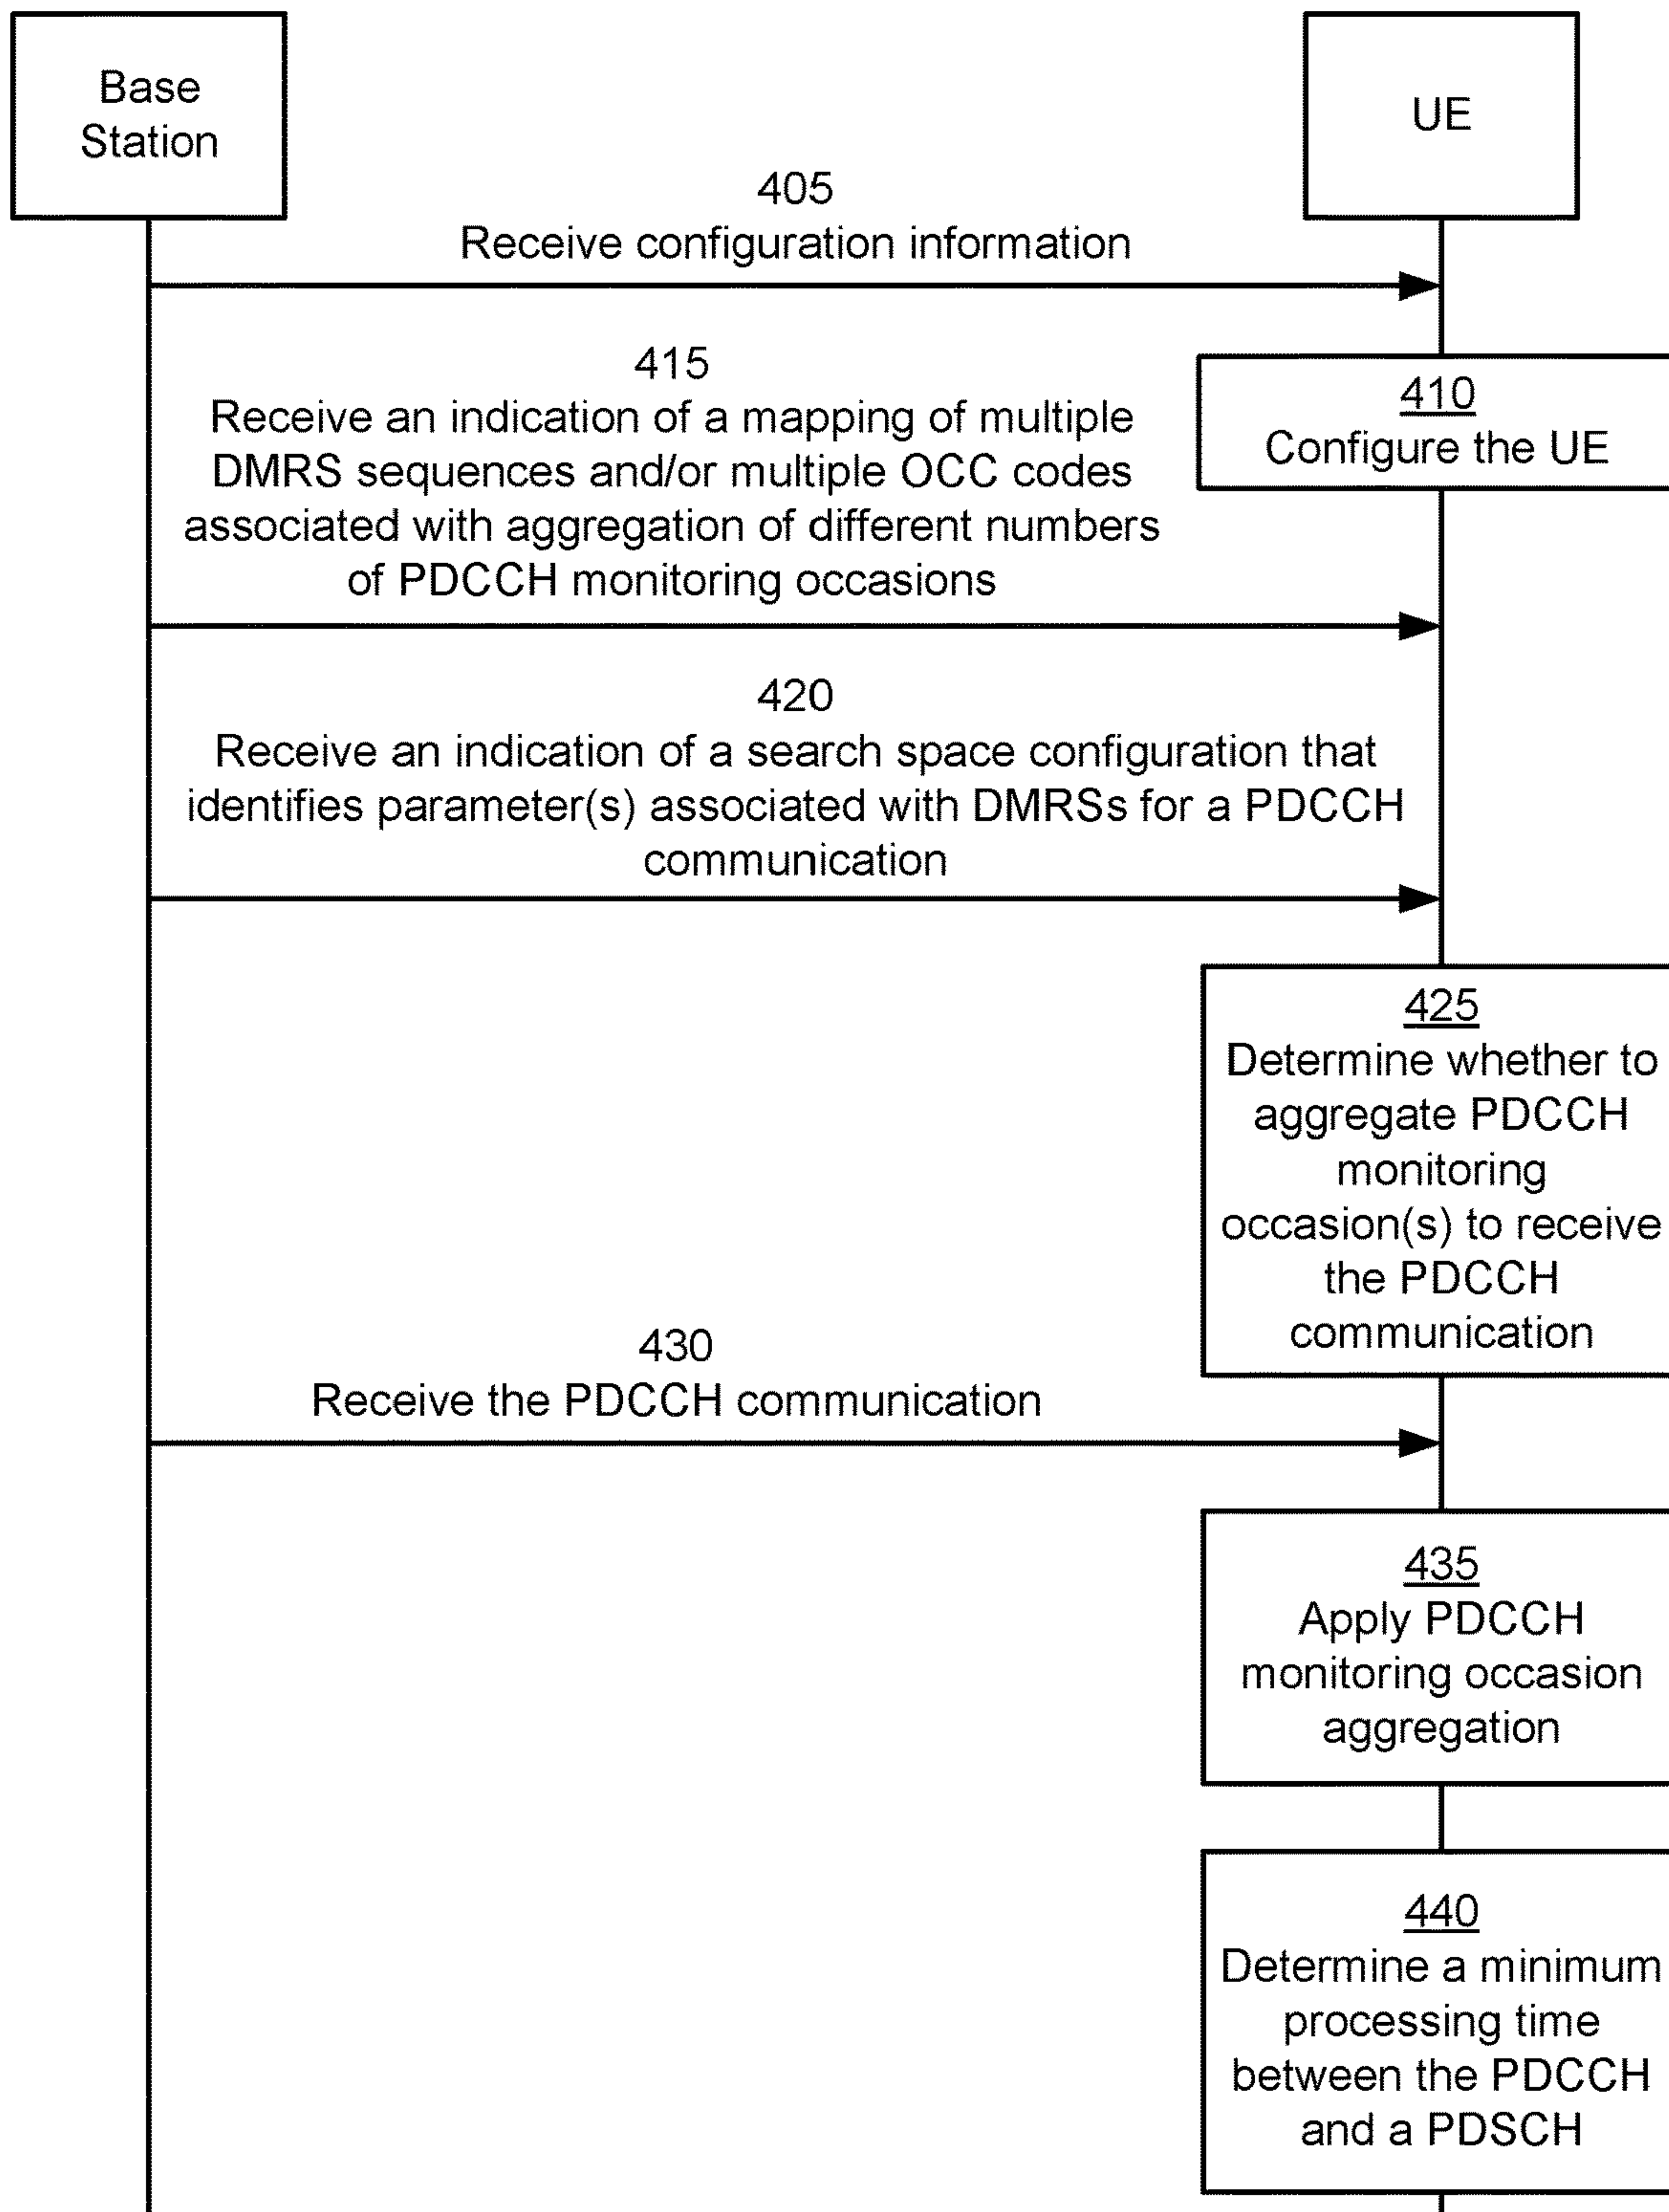 Base
Station
UE
405
Receive configuration information
410
Configure the UE
415
Receive an indication of a mapping of multiple
DMRS sequences and/or multiple OCC codes
associated with aggregation of different numbers
of PDCCH monitoring occasions
420
Receive an indication of a search space configuration that
identifies parameter(s) associated with DMRSs for a PDCCH
communication
425
Determine whether to
aggregate PDCCH
monitoring
occasion(s) to receive
the PDCCH
communication
430
Receive the PDCCH communication
435
Apply PDCCH
monitoring occasion
aggregation
440
Determine a minimum
processing time
between the PDCCH
and a PDSCH